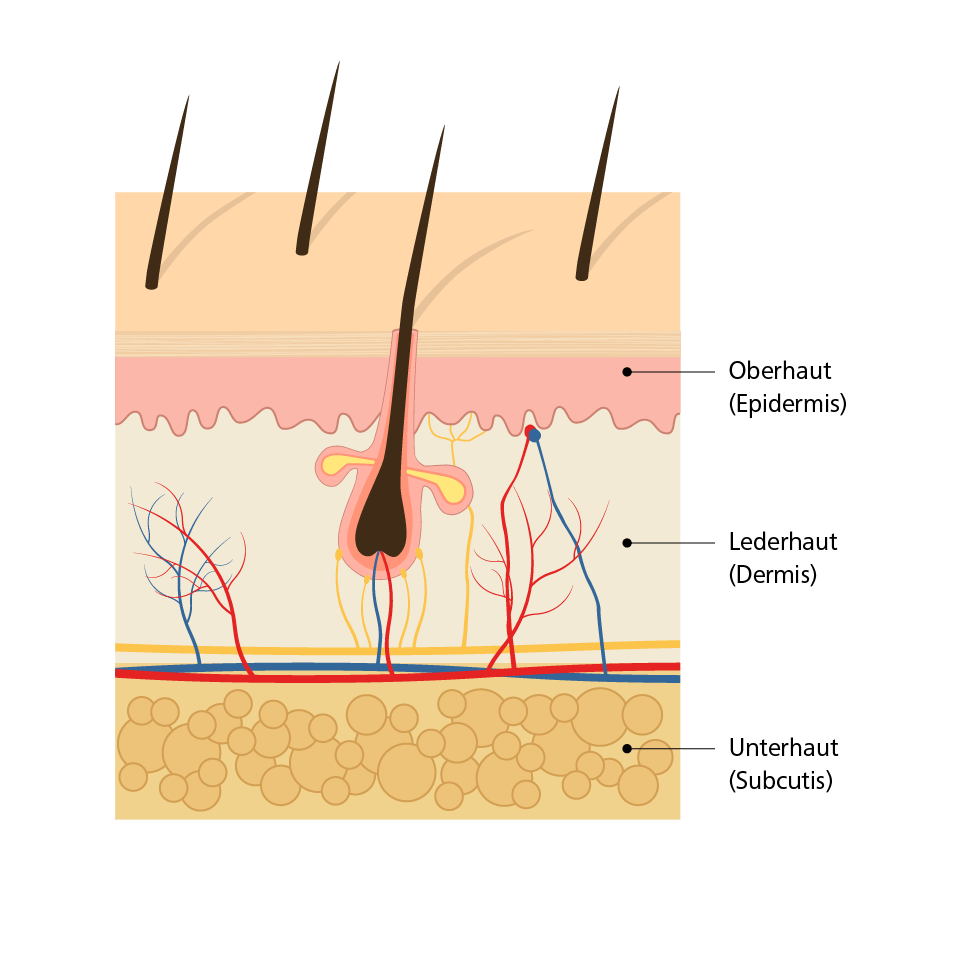 Oberhaut
(Epidermis)
Lederhaut
(Dermis)
Unterhaut
(Subcutis)